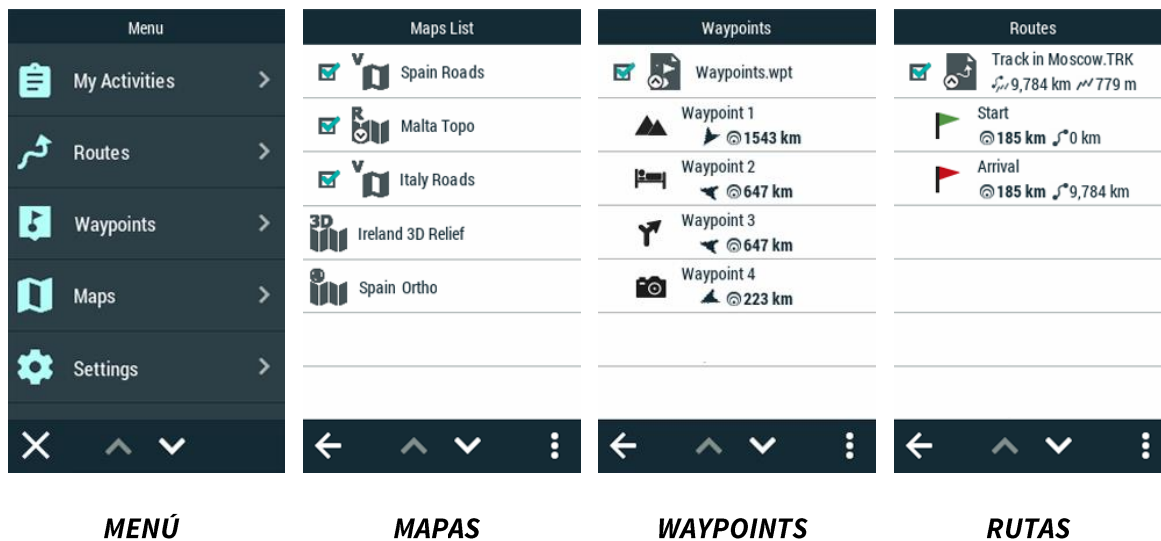 Menu
My Activities
Routes
Waypoints
Maps
Settings
MENÚ
Maps List
V
Spain Roads
R
Malta Topo
V
Italy Roads
3D
Ireland 3D Relief
Spain Ortho
MAPAS
Waypoints
Waypoints.wpt
Waypoint 1
1543 km
Waypoint 2
647 km
Waypoint 3
647 km
Waypoint 4
223 km
WAYPOINTS
Routes
Track in Moscow.TRK
9,784 km 779 m
Start
185 km 0 km
Arrival
185 km 9,784 km
RUTAS